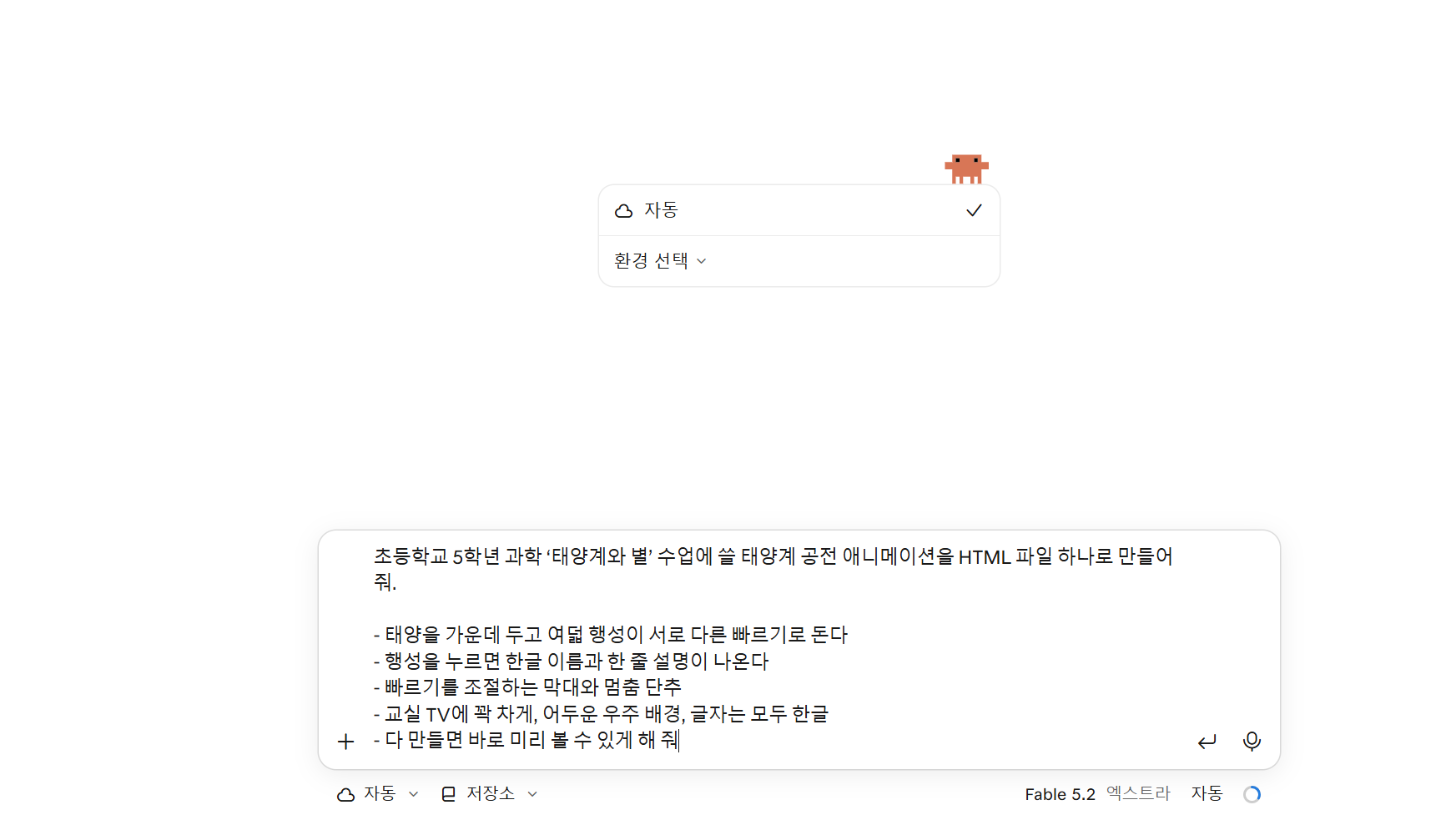 자동
환경 선택
초등학교 5학년 과학 ‘태양계와 별’ 수업에 쓸 태양계 공전 애니메이션을 HTML 파일 하나로 만들어
줘.
- 태양을 가운데 두고 여덟 행성이 서로 다른 빠르기로 돈다
- 행성을 누르면 한글 이름과 한 줄 설명이 나온다
- 빠르기를 조절하는 막대와 멈춤 단추
- 교실 TV에 꽉 차게, 어두운 우주 배경, 글자는 모두 한글
- 다 만들면 바로 미리 볼 수 있게 해 줘
자동 저장소 Fable 5.2 엑스트라 자동